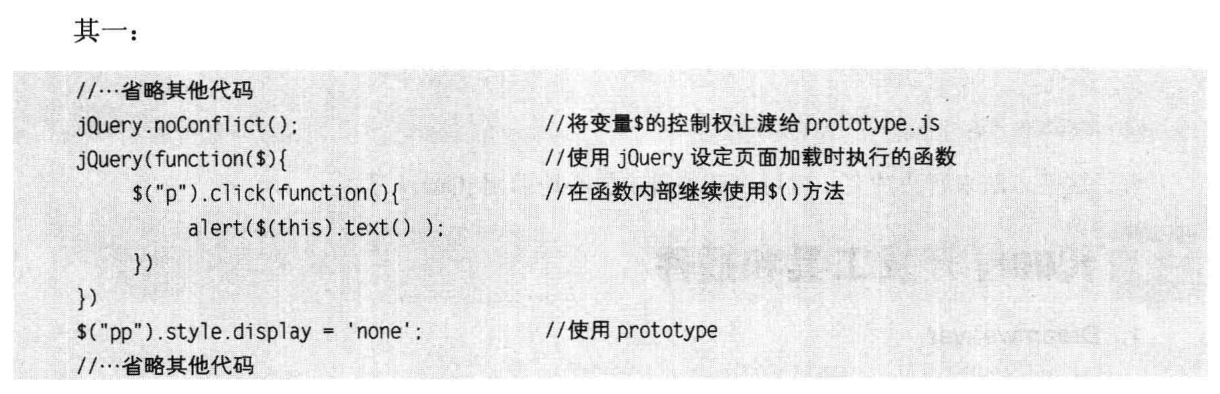 其一：
//…省略其他代码
jQuery.noConflict(); //将变量$的控制权让渡给 prototype.js
jQuery(function($){ //使用 jQuery 设定页面加载时执行的函数
$("p").click(function(){ //在函数内部继续使用$()方法
alert($(this).text() );
})
})
$("pp").style.display = 'none'; //使用 prototype
//…省略其他代码